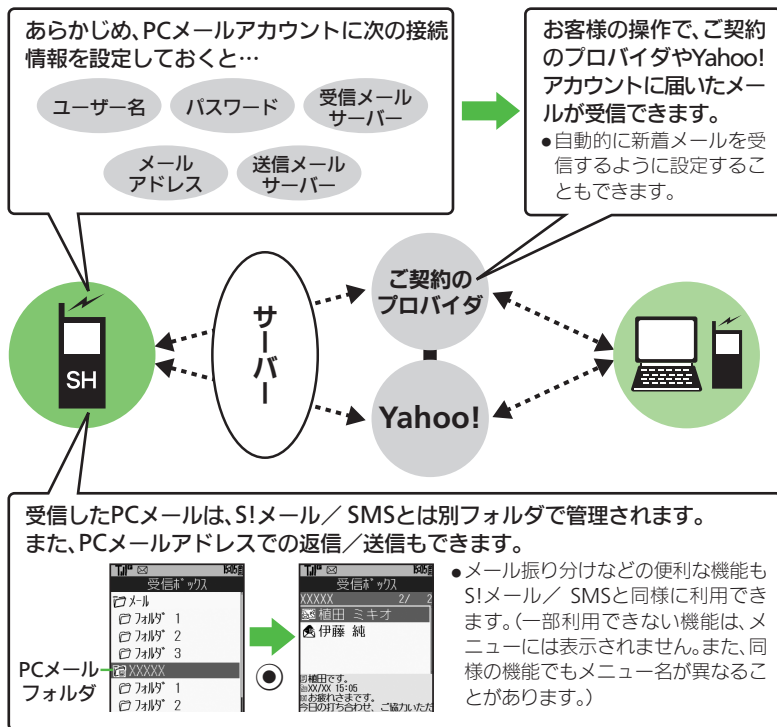 あらかじめ、PCメールアカウントに次の接続
情報を設定しておくと…
ユーザー名
パスワード
受信メール
サーバー
メール
アドレス
送信メール
サーバー
お客様の操作で、ご契約
のプロバイダやYahoo!
アカウントに届いたメー
ルが受信できます。
●自動的に新着メールを受
信するように設定するこ
ともできます。
SH
サーバー
ご契約の
プロバイダ
Yahoo!
受信したPCメールは、S!メール／SMSとは別フォルダで管理されます。
また、PCメールアドレスでの返信／送信もできます。
PCメール
フォルダ
15:05
受信ﾎﾞｯｸｽ
メール
ﾌｫﾙﾀﾞ 1
ﾌｫﾙﾀﾞ 2
ﾌｫﾙﾀﾞ 3
XXXXX
ﾌｫﾙﾀﾞ 1
ﾌｫﾙﾀﾞ 2
15:05
受信ﾎﾞｯｸｽ
XXXXX 2/ 2
植田 ミキオ
伊藤 純
植田です。
XX/XX 15:05
お疲れさまです。
今日の打ち合わせ、ご協力いただ
●メール振り分けなどの便利な機能も
S!メール／SMSと同様に利用でき
ます。（一部利用できない機能は、メ
ニューには表示されません。また、同
様の機能でもメニュー名が異なるこ
とがあります。）